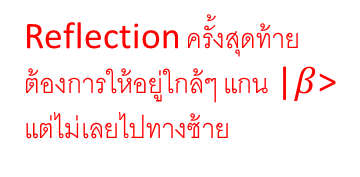 Reflection ครั้งสุดท้าย
ต้องการให้อยู่ใกล้ๆ แกน |β>
แต่ไม่เลยไปทางซ้าย